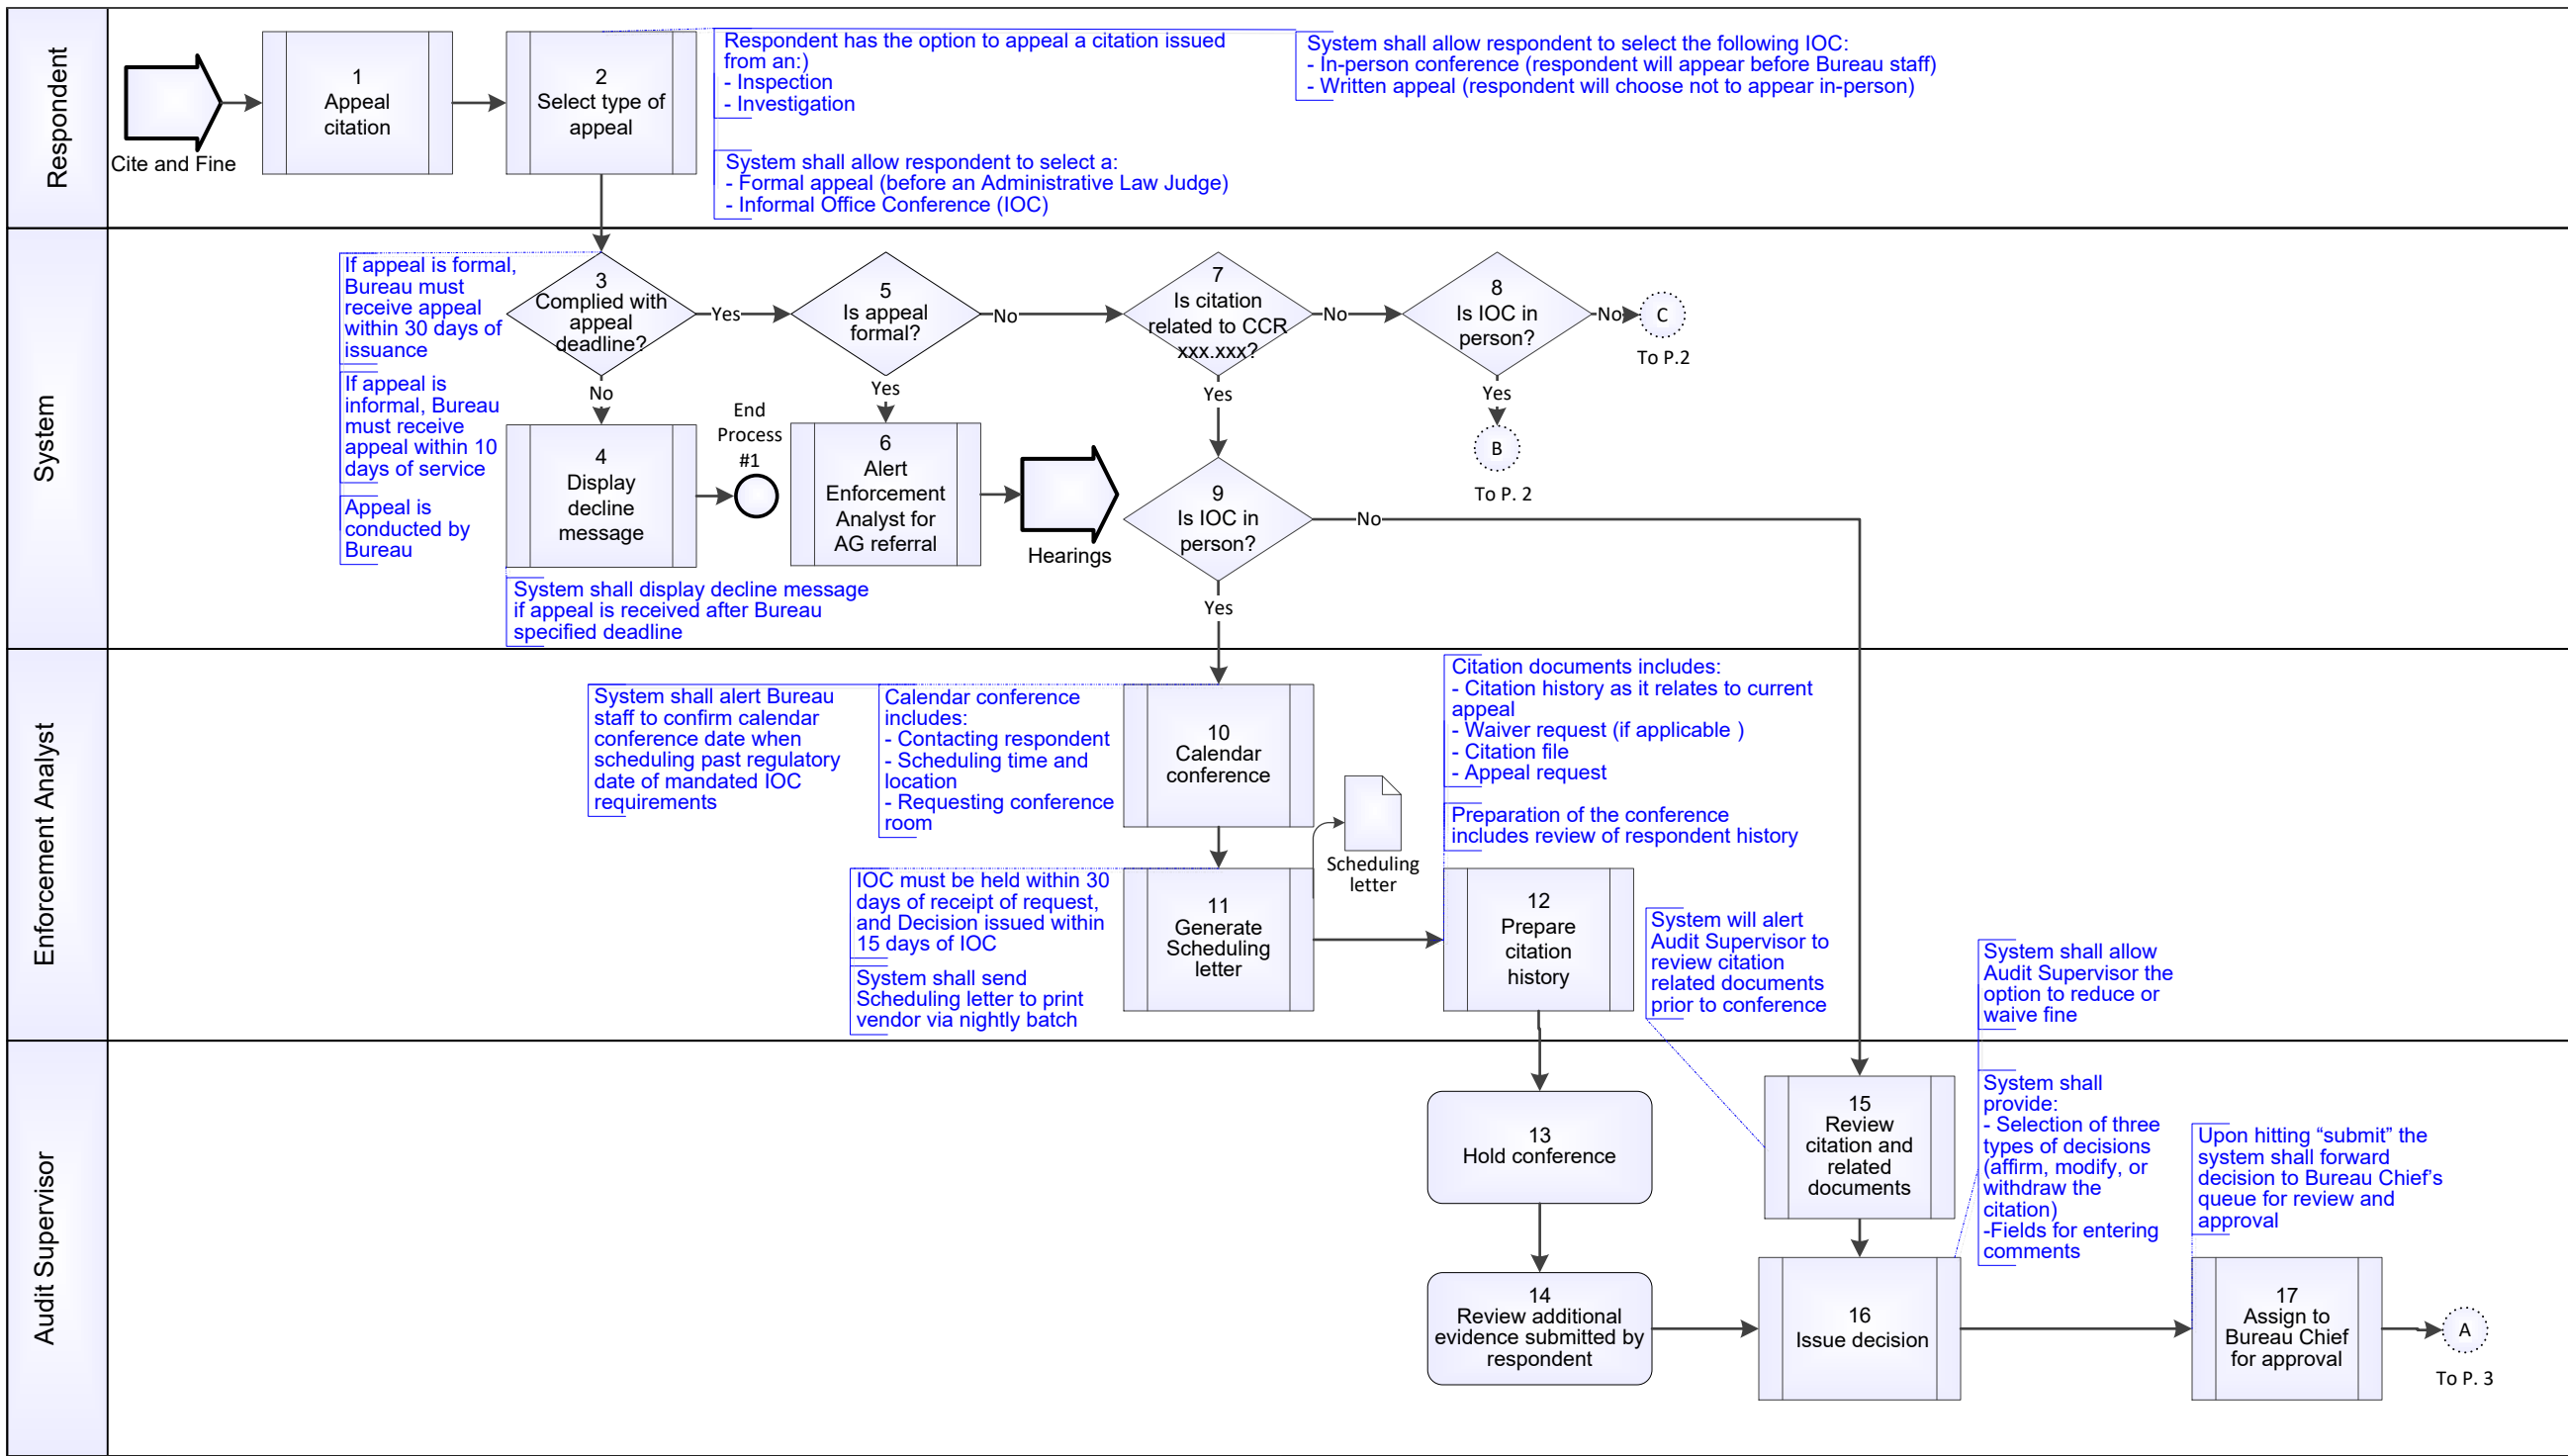 Respondent
Cite and Fine
1
Appeal
citation
2
Select type of
appeal
Respondent has the option to appeal a citation issued
from an:)
- Inspection
- Investigation
System shall allow respondent to select a:
- Formal appeal (before an Administrative Law Judge)
- Informal Office Conference (IOC)
System shall allow respondent to select the following IOC:
- In-person conference (respondent will appear before Bureau staff)
- Written appeal (respondent will choose not to appear in-person)
System
If appeal is formal,
Bureau must
receive appeal
within 30 days of
issuance
If appeal is
informal, Bureau
must receive
appeal within 10
days of service
Appeal is
conducted by
Bureau
3
Complied with
appeal
deadline?
Yes
No
4
Display
decline
message
System shall display decline message
if appeal is received after Bureau
specified deadline
End
Process
#1
5
Is appeal
formal?
No
Yes
6
Alert
Enforcement
Analyst for
AG referral
Hearings
7
Is citation
related to CCR
xxx.xxx?
No
Yes
8
Is IOC in
person?
No
C
To P.2
Yes
B
To P. 2
9
Is IOC in
person?
No
Yes
Enforcement Analyst
System shall alert Bureau
staff to confirm calendar
conference date when
scheduling past regulatory
date of mandated IOC
requirements
Calendar conference
includes:
- Contacting respondent
- Scheduling time and
location
- Requesting conference
room
10
Calendar
conference
IOC must be held within 30
days of receipt of request,
and Decision issued within
15 days of IOC
System shall send
Scheduling letter to print
vendor via nightly batch
11
Generate
Scheduling
letter
Scheduling
letter
Citation documents includes:
- Citation history as it relates to current
appeal
- Waiver request (if applicable )
- Citation file
- Appeal request
Preparation of the conference
includes review of respondent history
12
Prepare
citation
history
System will alert
Audit Supervisor to
review citation
related documents
prior to conference
System shall allow
Audit Supervisor the
option to reduce or
waive fine
Audit Supervisor
13
Hold conference
14
Review additional
evidence submitted by
respondent
15
Review
citation and
related
documents
16
Issue decision
System shall
provide:
- Selection of three
types of decisions
(affirm, modify, or
withdraw the
citation)
-Fields for entering
comments
Upon hitting “submit” the
system shall forward
decision to Bureau Chief’s
queue for review and
approval
17
Assign to
Bureau Chief
for approval
A
To P. 3